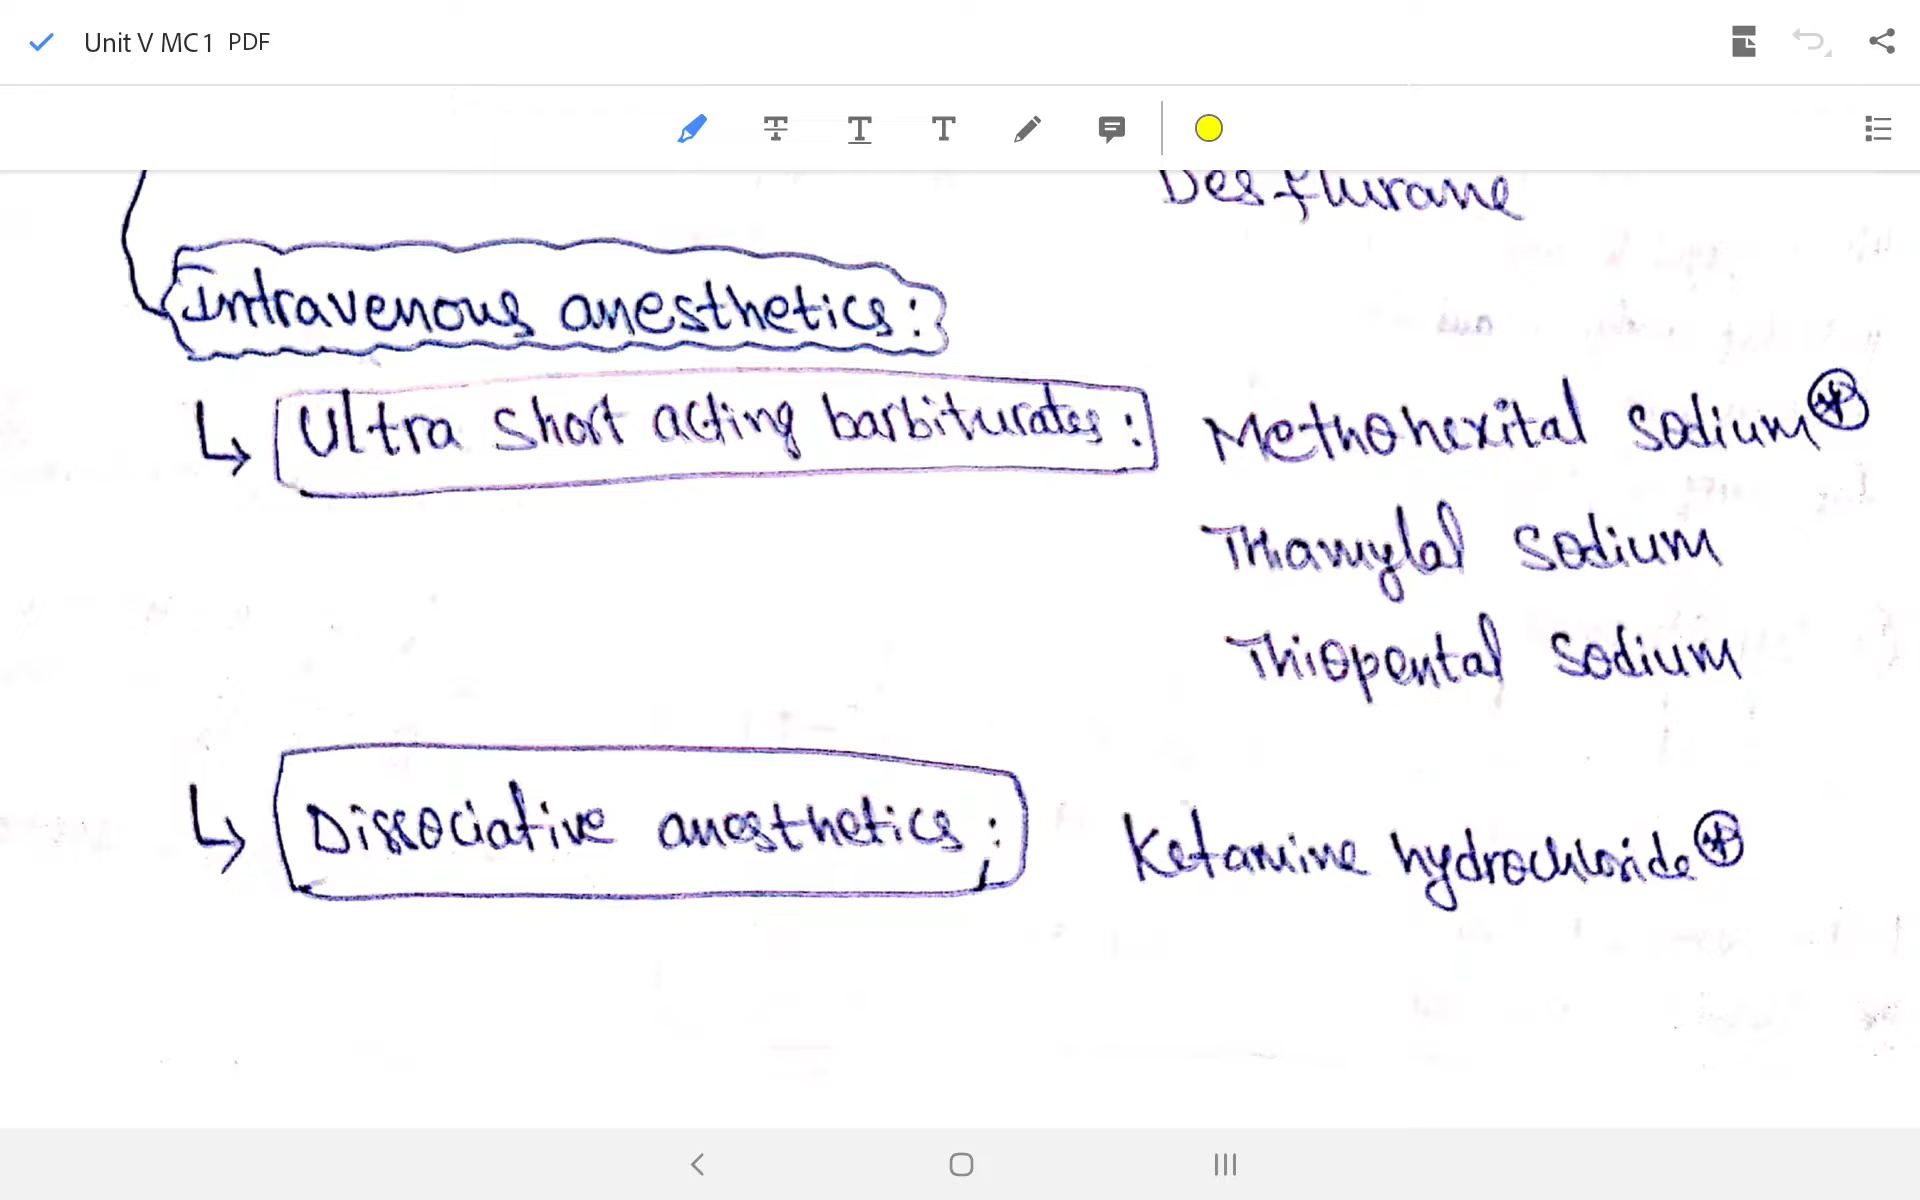 Unit V MC1 PDF
Desflurane
Intravenous anesthetics:
Ultra short acting barbiturates: Methohexital sodium
Thiamylal sodium
Thiopental sodium
Dissociative anesthetics: Ketamine hydrochloride